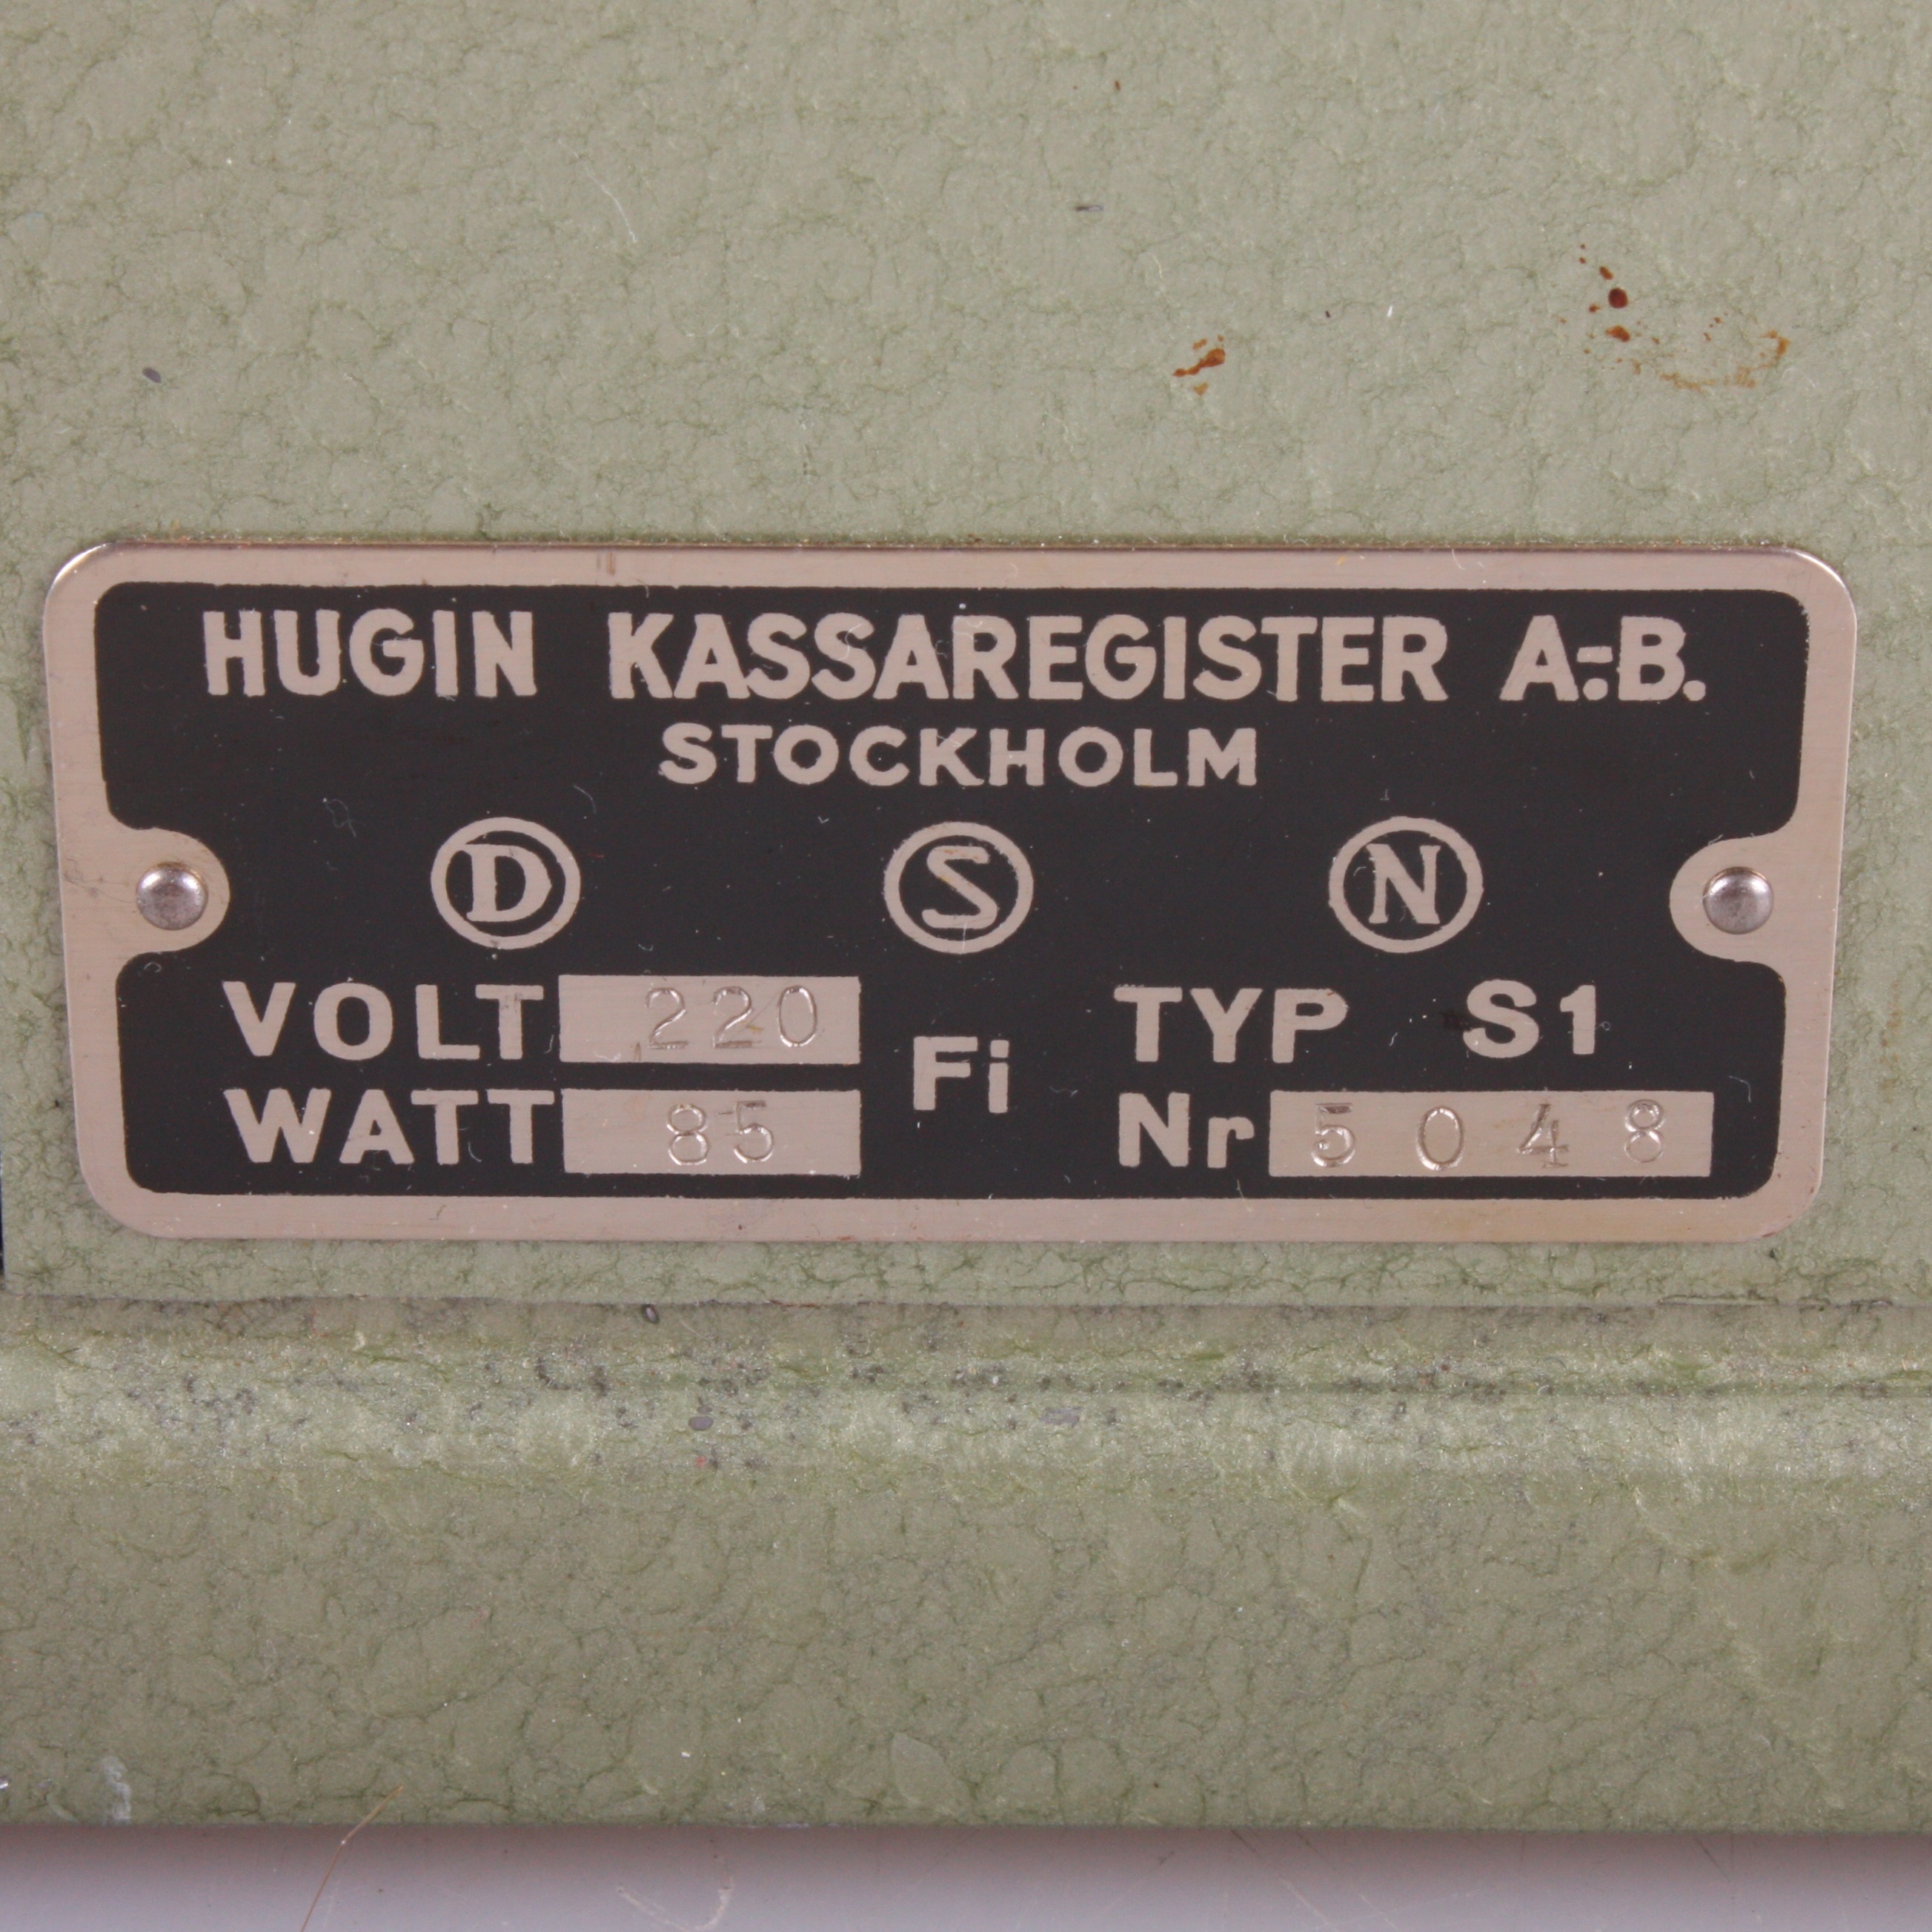 HUGIN KASSAREGISTER A.-B.
STOCKHOLM
D S N
VOLT 220 Fi TYP S1
WATT 85 Nr 5048